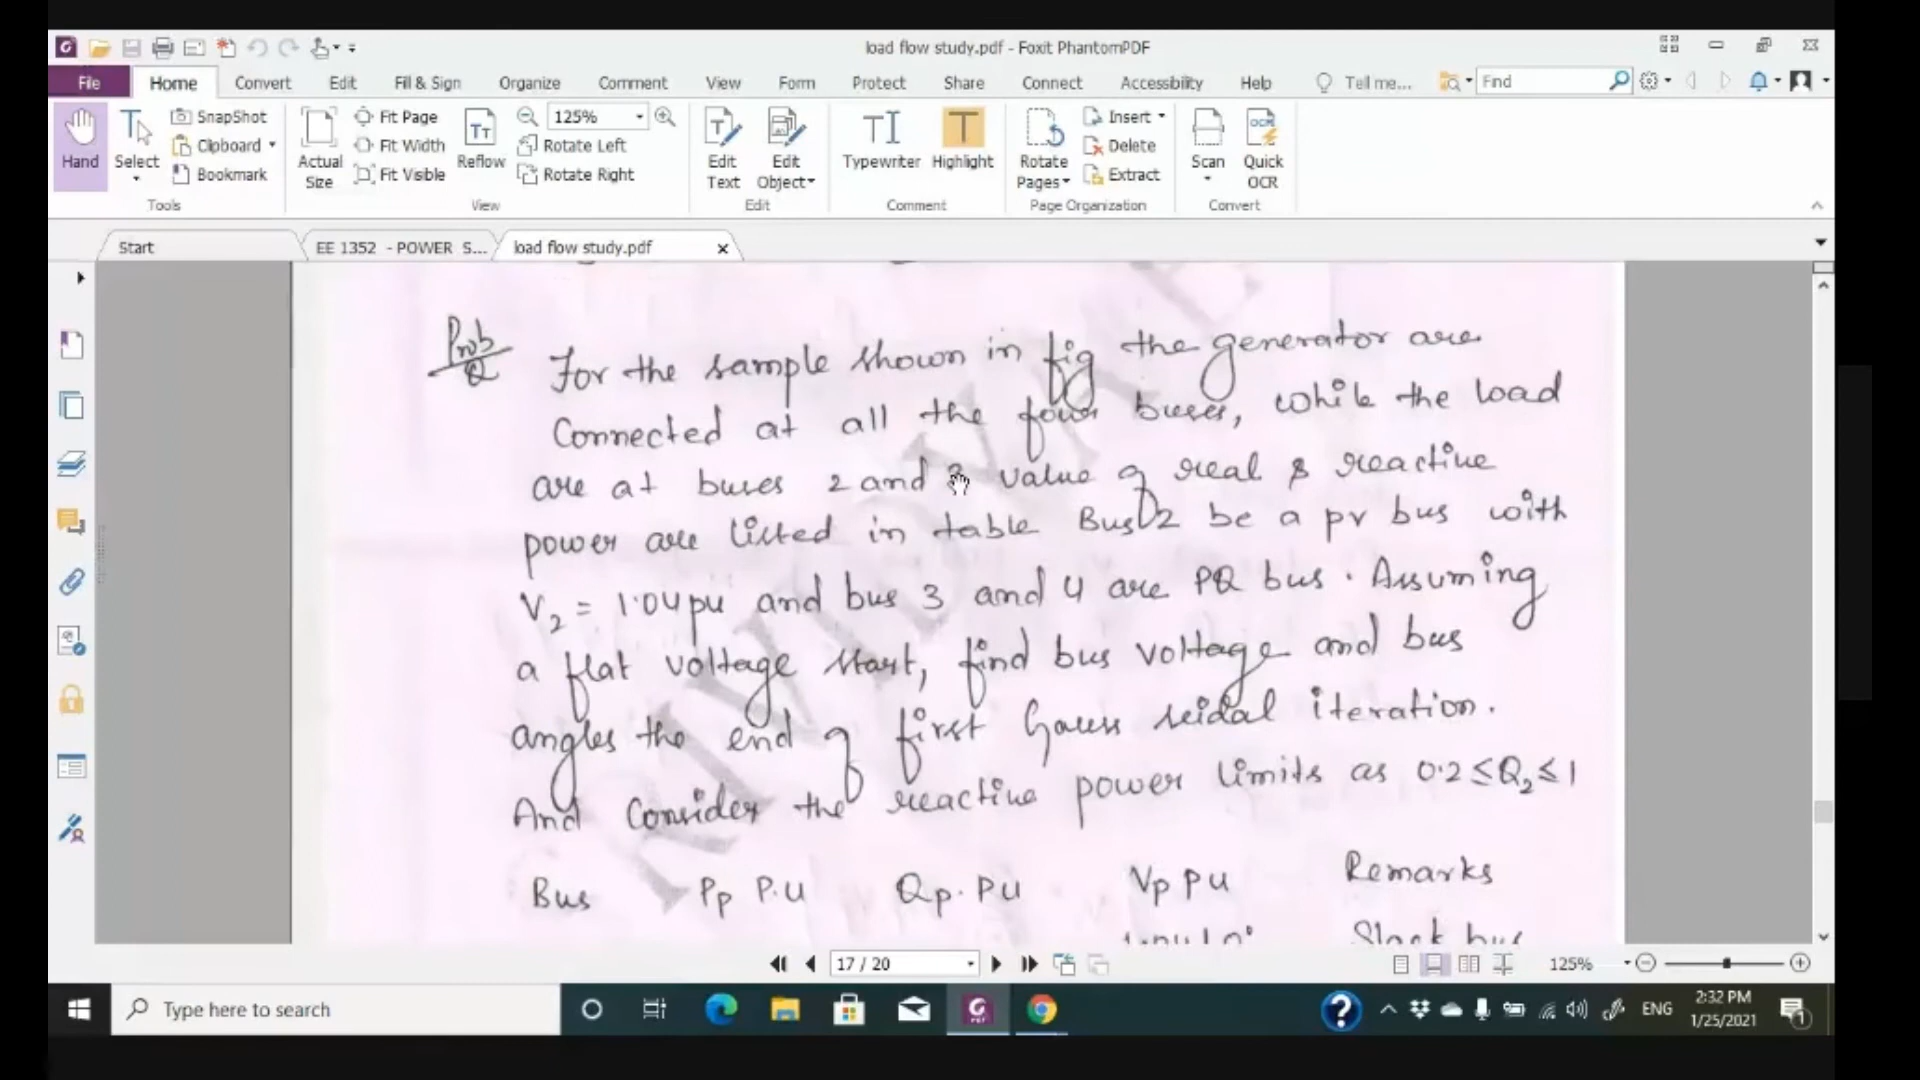 load flow study.pdf - Foxit PhantomPDF
File Home Convert Edit Fill & Sign Organize Comment View Form Protect Share Connect Accessibility Help Tell me... Find
Hand Select SnapShot Clipboard Bookmark Actual Size Fit Page Fit Width Fit Visible Reflow 125% Rotate Left Rotate Right Edit Text Edit Object Typewriter Highlight Rotate Pages Insert Delete Extract Scan Quick OCR
Tools View Edit Comment Page Organization Convert
Start EE 1352 - POWER S... load flow study.pdf
Prob
Q
For the sample shown in fig the generator are
Connected at all the four buses, while the load
are at buses 2 and 3 value of real & reactive
power are listed in table Bus 2 be a pv bus with
V2 = 1.04pu and bus 3 and 4 are PQ bus. Assuming
a flat voltage start, find bus voltage and bus
angles the end of first Gauss seidal iteration.
And Consider the reactive power limits as 0.2 ≤ Q2 ≤ 1
Bus Pp P.U Qp. PU Vp PU Remarks
Slack bus
17 / 20 125%
Type here to search ENG 2:32 PM
1/25/2021